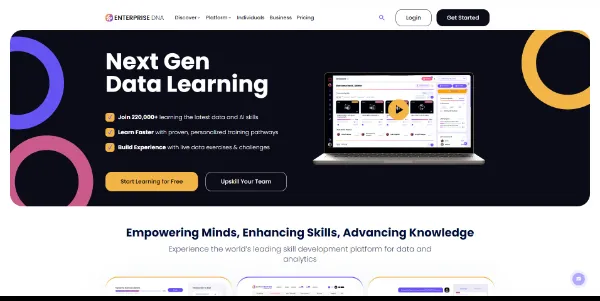 ENTERPRISE DNA Discover Platform Individuals Business Pricing Login Get Started
Next Gen
Data Learning
Join 220,000+ learning the latest data and AI skills
Learn Faster with proven, personalized training pathways
Build Experience with live data exercises & challenges
Start Learning for Free Upskill Your Team
Empowering Minds, Enhancing Skills, Advancing Knowledge
Experience the world's leading skill development platform for data and
analytics